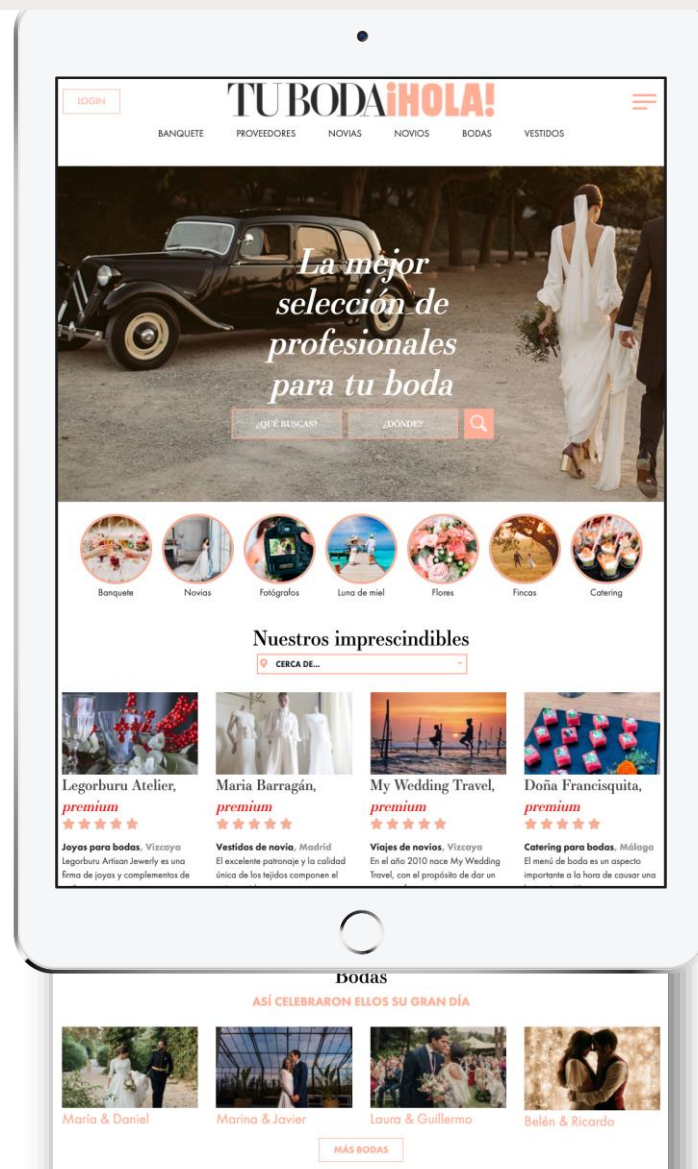 LOGIN
TU BODA ¡HOLA!
BANQUETE PROVEEDORES NOVIAS NOVIOS BODAS VESTIDOS
La mejor
selección de
profesionales
para tu boda
¿QUÉ BUSCAS? ¿DÓNDE?
Banquete Novias Fotógrafos Luna de miel Flores Fincas Catering
Nuestros imprescindibles
CERCA DE...
Legorburu Atelier,
premium
Joyas para bodas, Vizcaya
Legorburu Artisan Jewerly es una
firma de joyas y complementos de
Maria Barragán,
premium
Vestidos de novia, Madrid
El excelente patronaje y la calidad
única de los tejidos componen el
My Wedding Travel,
premium
Viajes de novios, Vizcaya
En el año 2010 nace My Wedding
Travel, con el propósito de dar un
Doña Francisquita,
premium
Catering para bodas, Málaga
El menú de boda es un aspecto
importante a la hora de causar una
Bodas
ASÍ CELEBRARON ELLOS SU GRAN DÍA
María & Daniel Marina & Javier Laura & Guillermo Belén & Ricardo
MÁS BODAS